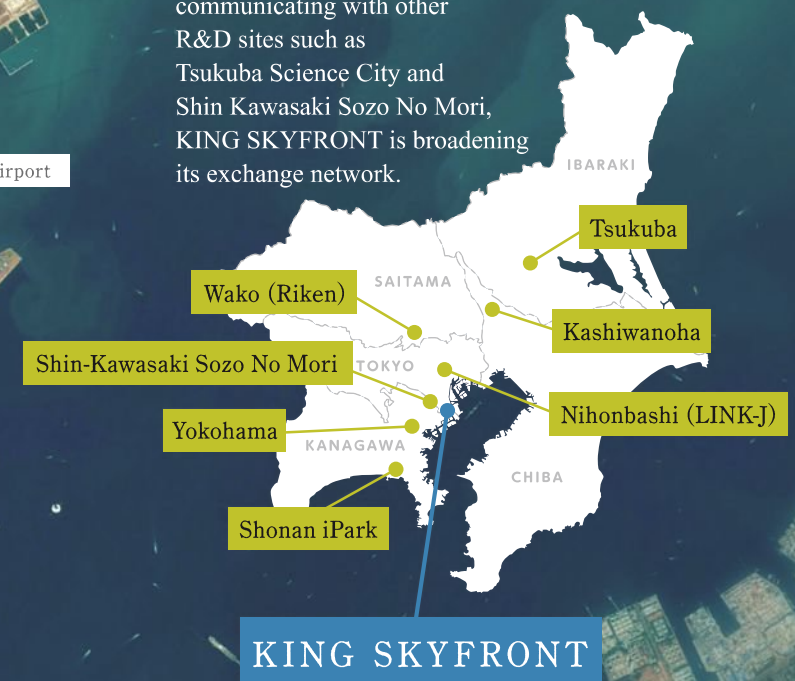 communicating with other
R&D sites such as
Tsukuba Science City and
Shin Kawasaki Sozo No Mori,
KING SKYFRONT is broadening
its exchange network.
irport
IBARAKI
Tsukuba
SAITAMA
Wako (Riken)
Kashiwanoha
Shin-Kawasaki Sozo No Mori
TOKYO
Nihonbashi (LINK-J)
Yokohama
KANAGAWA
CHIBA
Shonan iPark
KING SKYFRONT